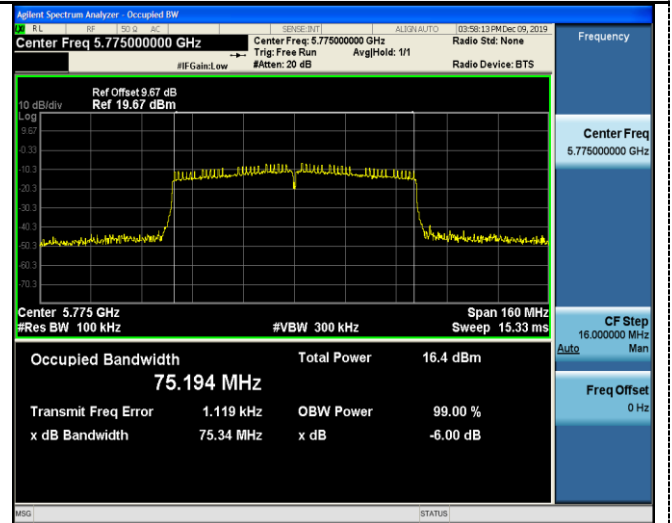 Agilent Spectrum Analyzer - Occupied BW
RL RF 50 Ω AC SENSE:INT ALIGN AUTO 03:58:13 PM Dec 09, 2019
Center Freq 5.775000000 GHz Center Freq: 5.775000000 GHz Radio Std: None
Trig: Free Run Avg|Hold: 1/1
#IFGain:Low #Atten: 20 dB Radio Device: BTS
Frequency
Ref Offset 9.67 dB
10 dB/div Ref 19.67 dBm
Log
9.67
-0.33
-10.3
-20.3
-30.3
-40.3
-50.3
-60.3
-70.3
Center Freq
5.775000000 GHz
Center 5.775 GHz Span 160 MHz
#Res BW 100 kHz #VBW 300 kHz Sweep 15.33 ms
CF Step
16.000000 MHz
Auto Man
Occupied Bandwidth Total Power 16.4 dBm
75.194 MHz
Transmit Freq Error 1.119 kHz OBW Power 99.00 %
x dB Bandwidth 75.34 MHz x dB -6.00 dB
Freq Offset
0 Hz
MSG STATUS